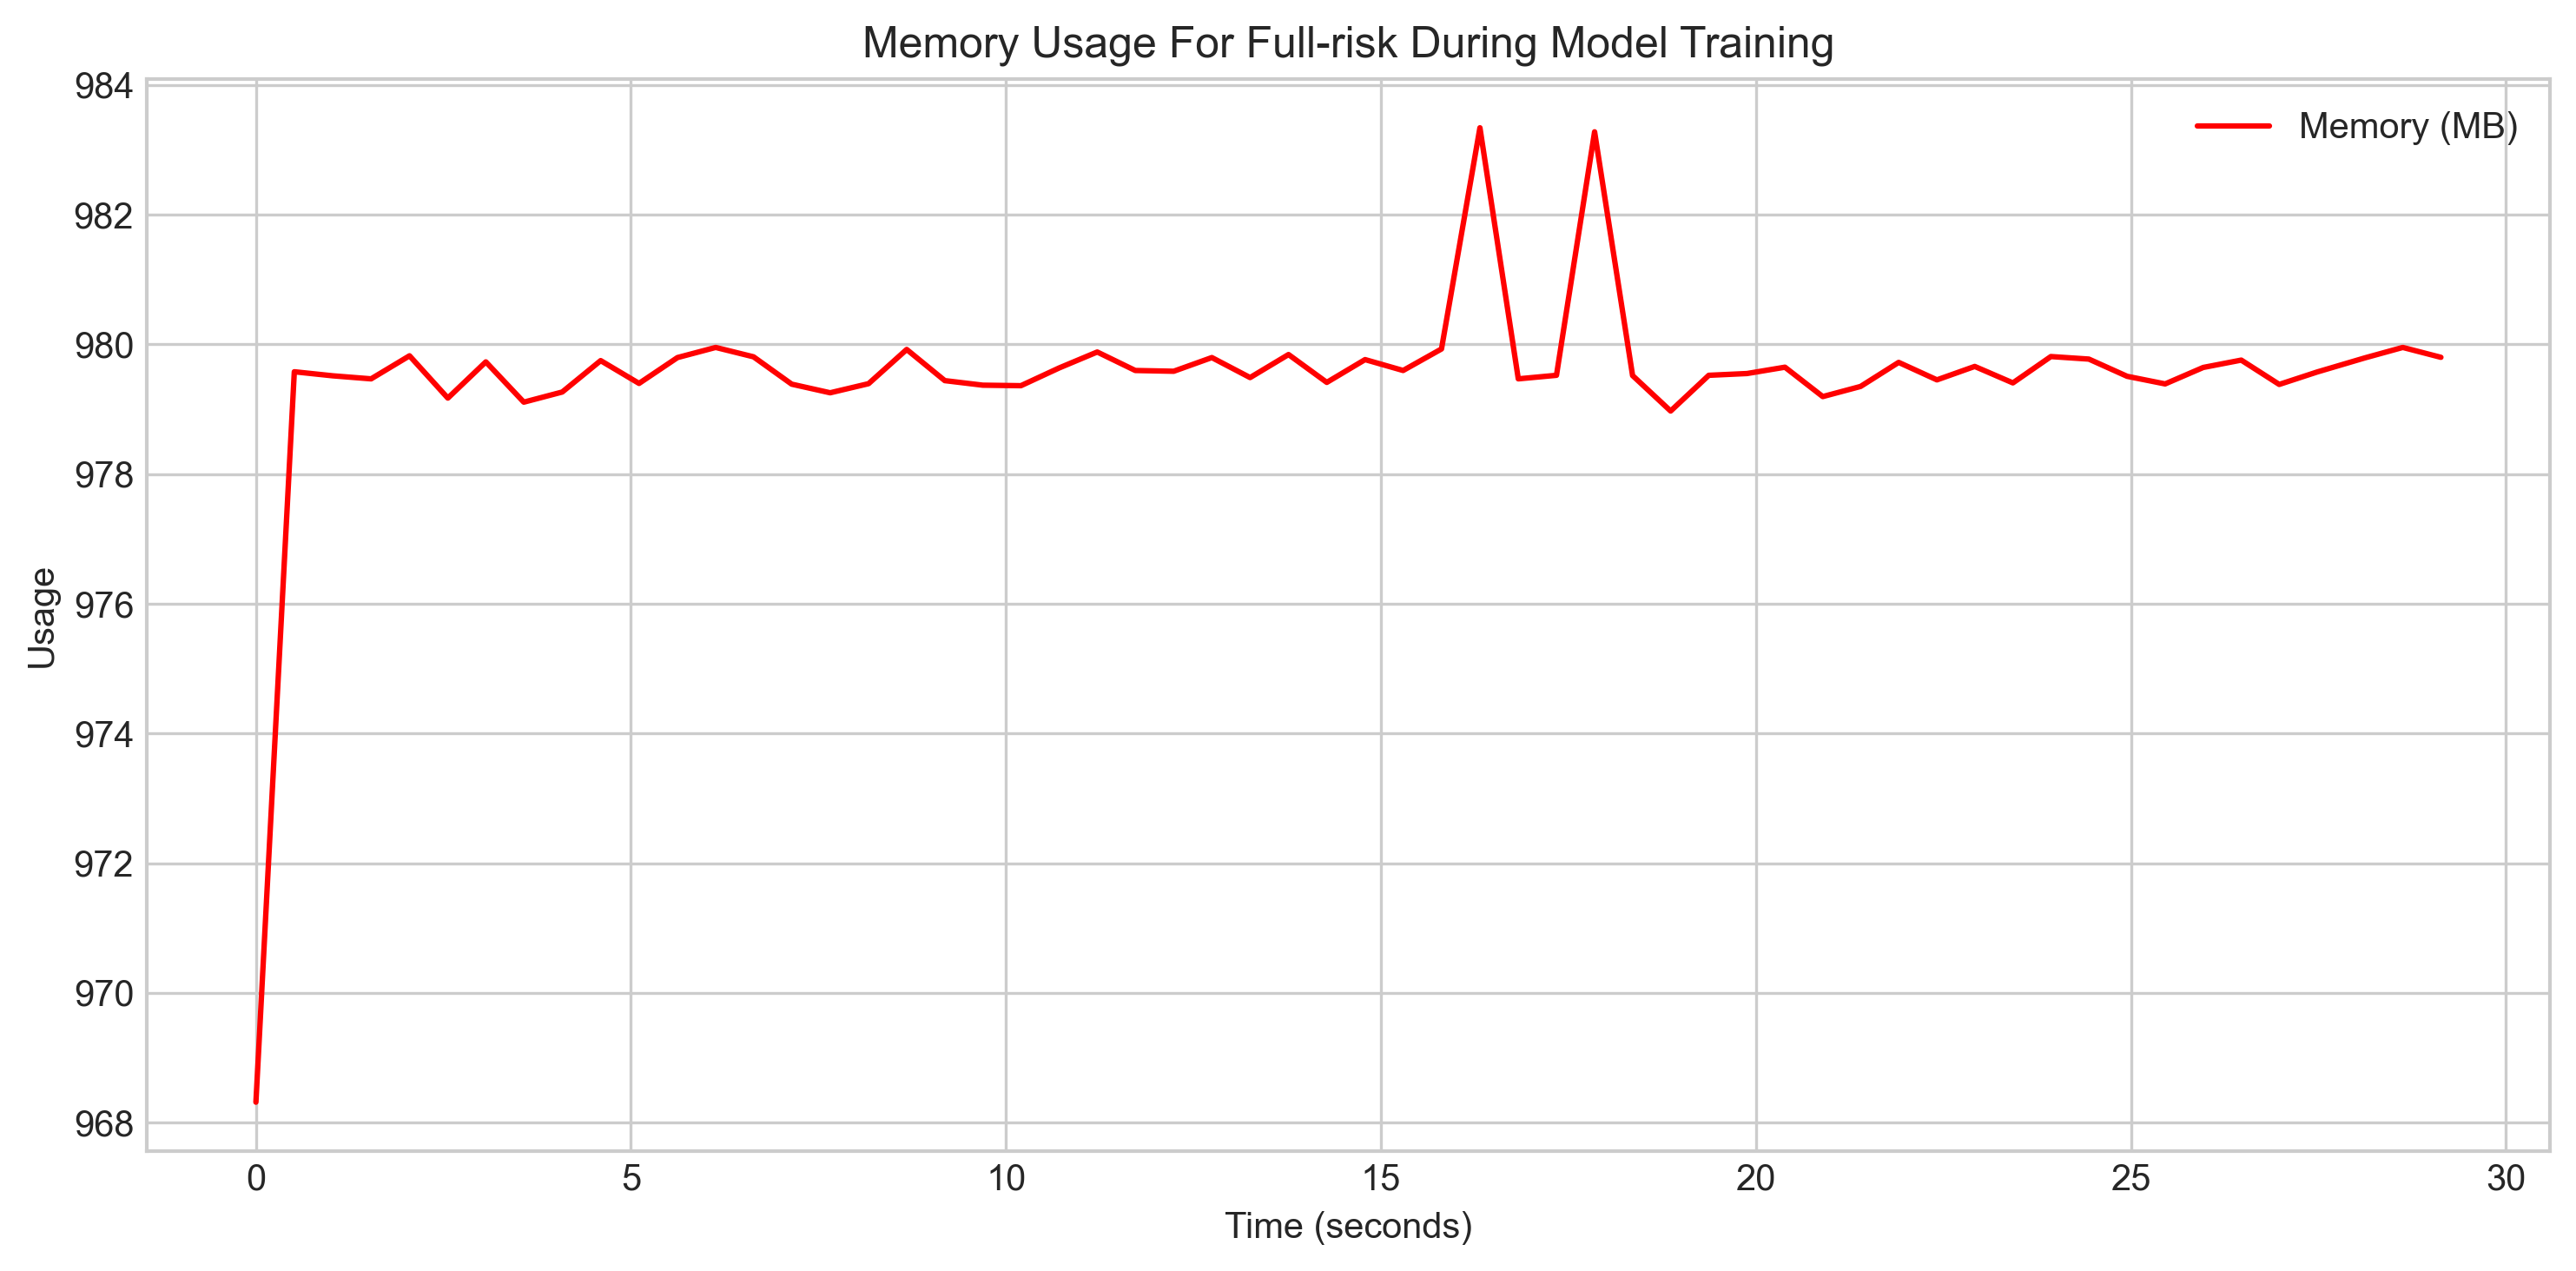 Memory Usage For Full-risk During Model Training
Memory (MB)
984
982
980
978
976
974
972
970
968
Usage
0 5 10 15 20 25 30
Time (seconds)